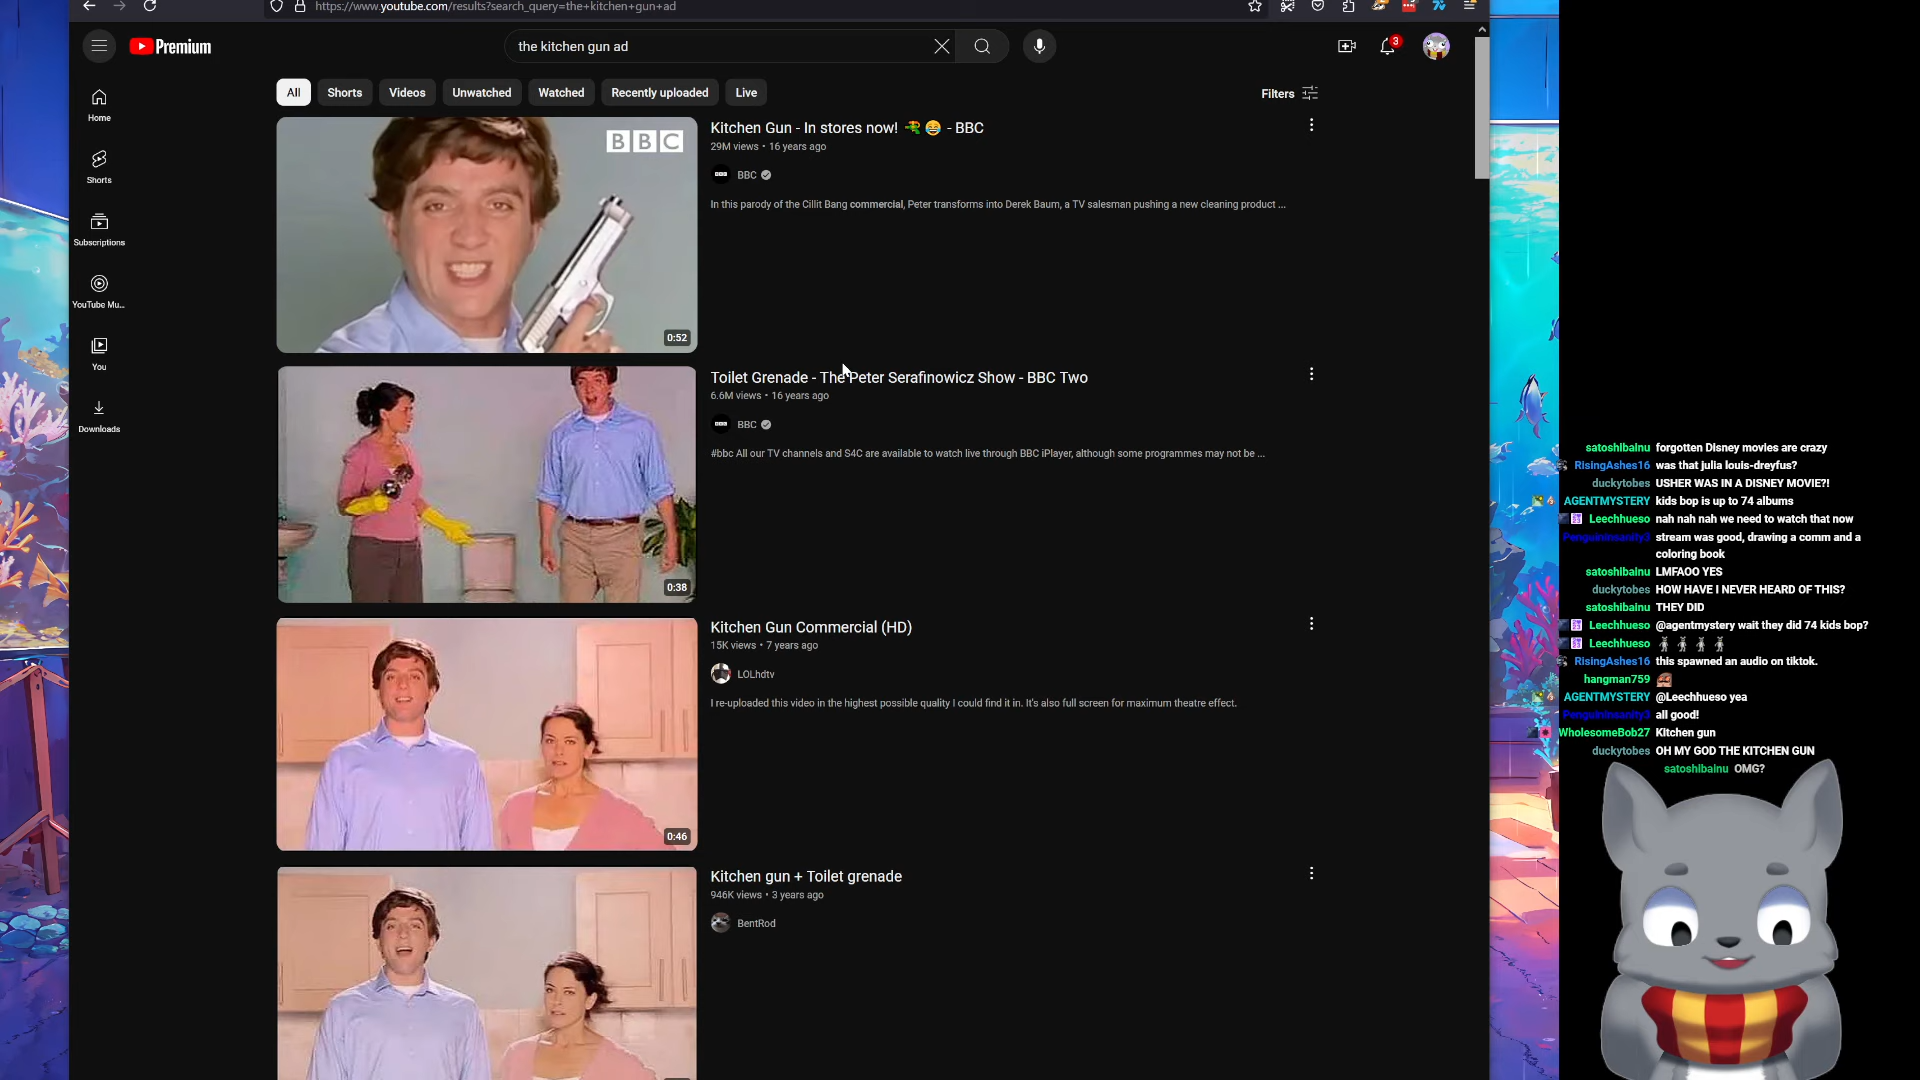 https://www.youtube.com/results?search_query=the+kitchen+gun+ad
Premium
the kitchen gun ad
3
All
Shorts
Videos
Unwatched
Watched
Recently uploaded
Live
Filters
Home
Shorts
Subscriptions
YouTube Mu...
You
Downloads
BBC
0:52
Kitchen Gun - In stores now! 🔫 😂 - BBC
29M views • 16 years ago
BBC
In this parody of the Cillit Bang commercial, Peter transforms into Derek Baum, a TV salesman pushing a new cleaning product ...
0:38
Toilet Grenade - The Peter Serafinowicz Show - BBC Two
6.6M views • 16 years ago
BBC
#bbc All our TV channels and S4C are available to watch live through BBC iPlayer, although some programmes may not be ...
0:46
Kitchen Gun Commercial (HD)
15K views • 7 years ago
LOLhdtv
I re-uploaded this video in the highest possible quality I could find it in. It's also full screen for maximum theatre effect.
Kitchen gun + Toilet grenade
946K views • 3 years ago
BentRod
satoshibainu forgotten Disney movies are crazy
RisingAshes16 was that julia louis-dreyfus?
duckytobes USHER WAS IN A DISNEY MOVIE?!
AGENTMYSTERY kids bop is up to 74 albums
Leechhueso nah nah nah we need to watch that now
PenguinInsanity3 stream was good, drawing a comm and a
coloring book
satoshibainu LMFAOO YES
duckytobes HOW HAVE I NEVER HEARD OF THIS?
satoshibainu THEY DID
Leechhueso @agentmystery wait they did 74 kids bop?
Leechhueso
RisingAshes16 this spawned an audio on tiktok.
hangman759
AGENTMYSTERY @Leechhueso yea
PenguinInsanity3 all good!
WholesomeBob27 Kitchen gun
duckytobes OH MY GOD THE KITCHEN GUN
satoshibainu OMG?